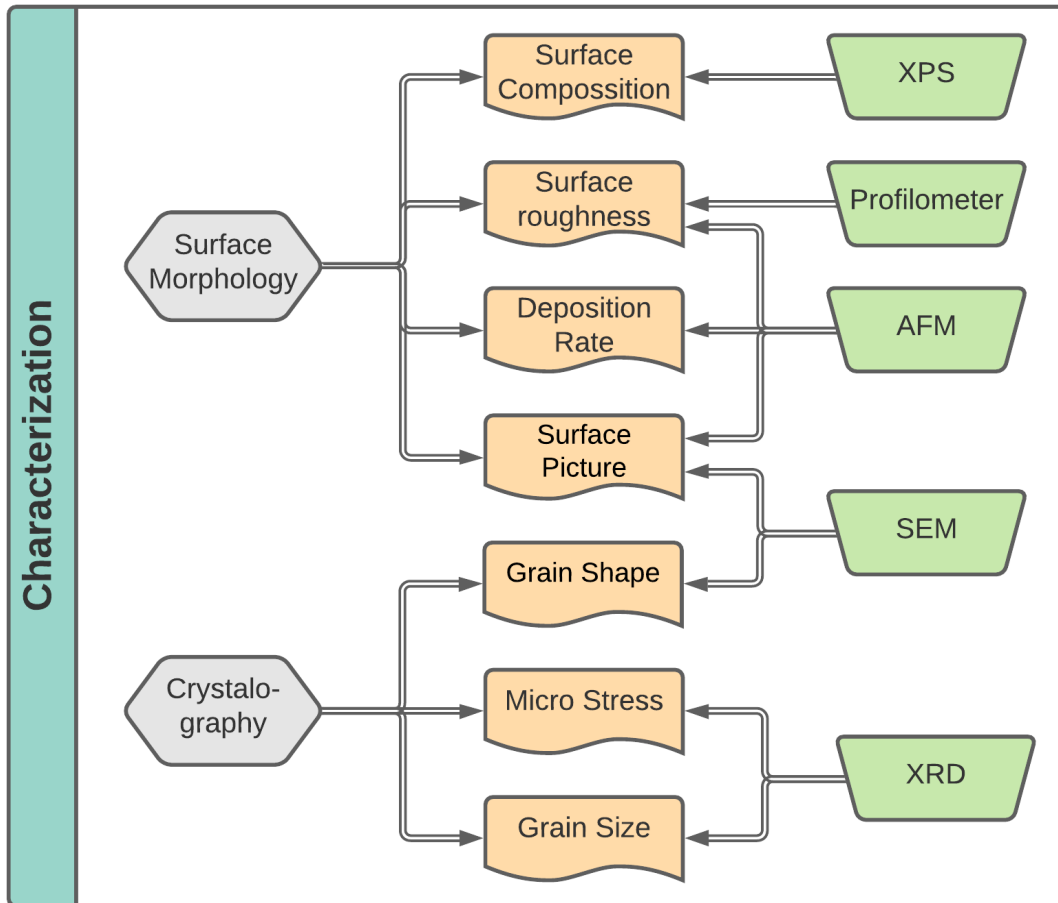 Characterization
Surface
Morphology
Crystalo-
graphy
Surface
Compossition
Surface
roughness
Deposition
Rate
Surface
Picture
Grain Shape
Micro Stress
Grain Size
XPS
Profilometer
AFM
SEM
XRD